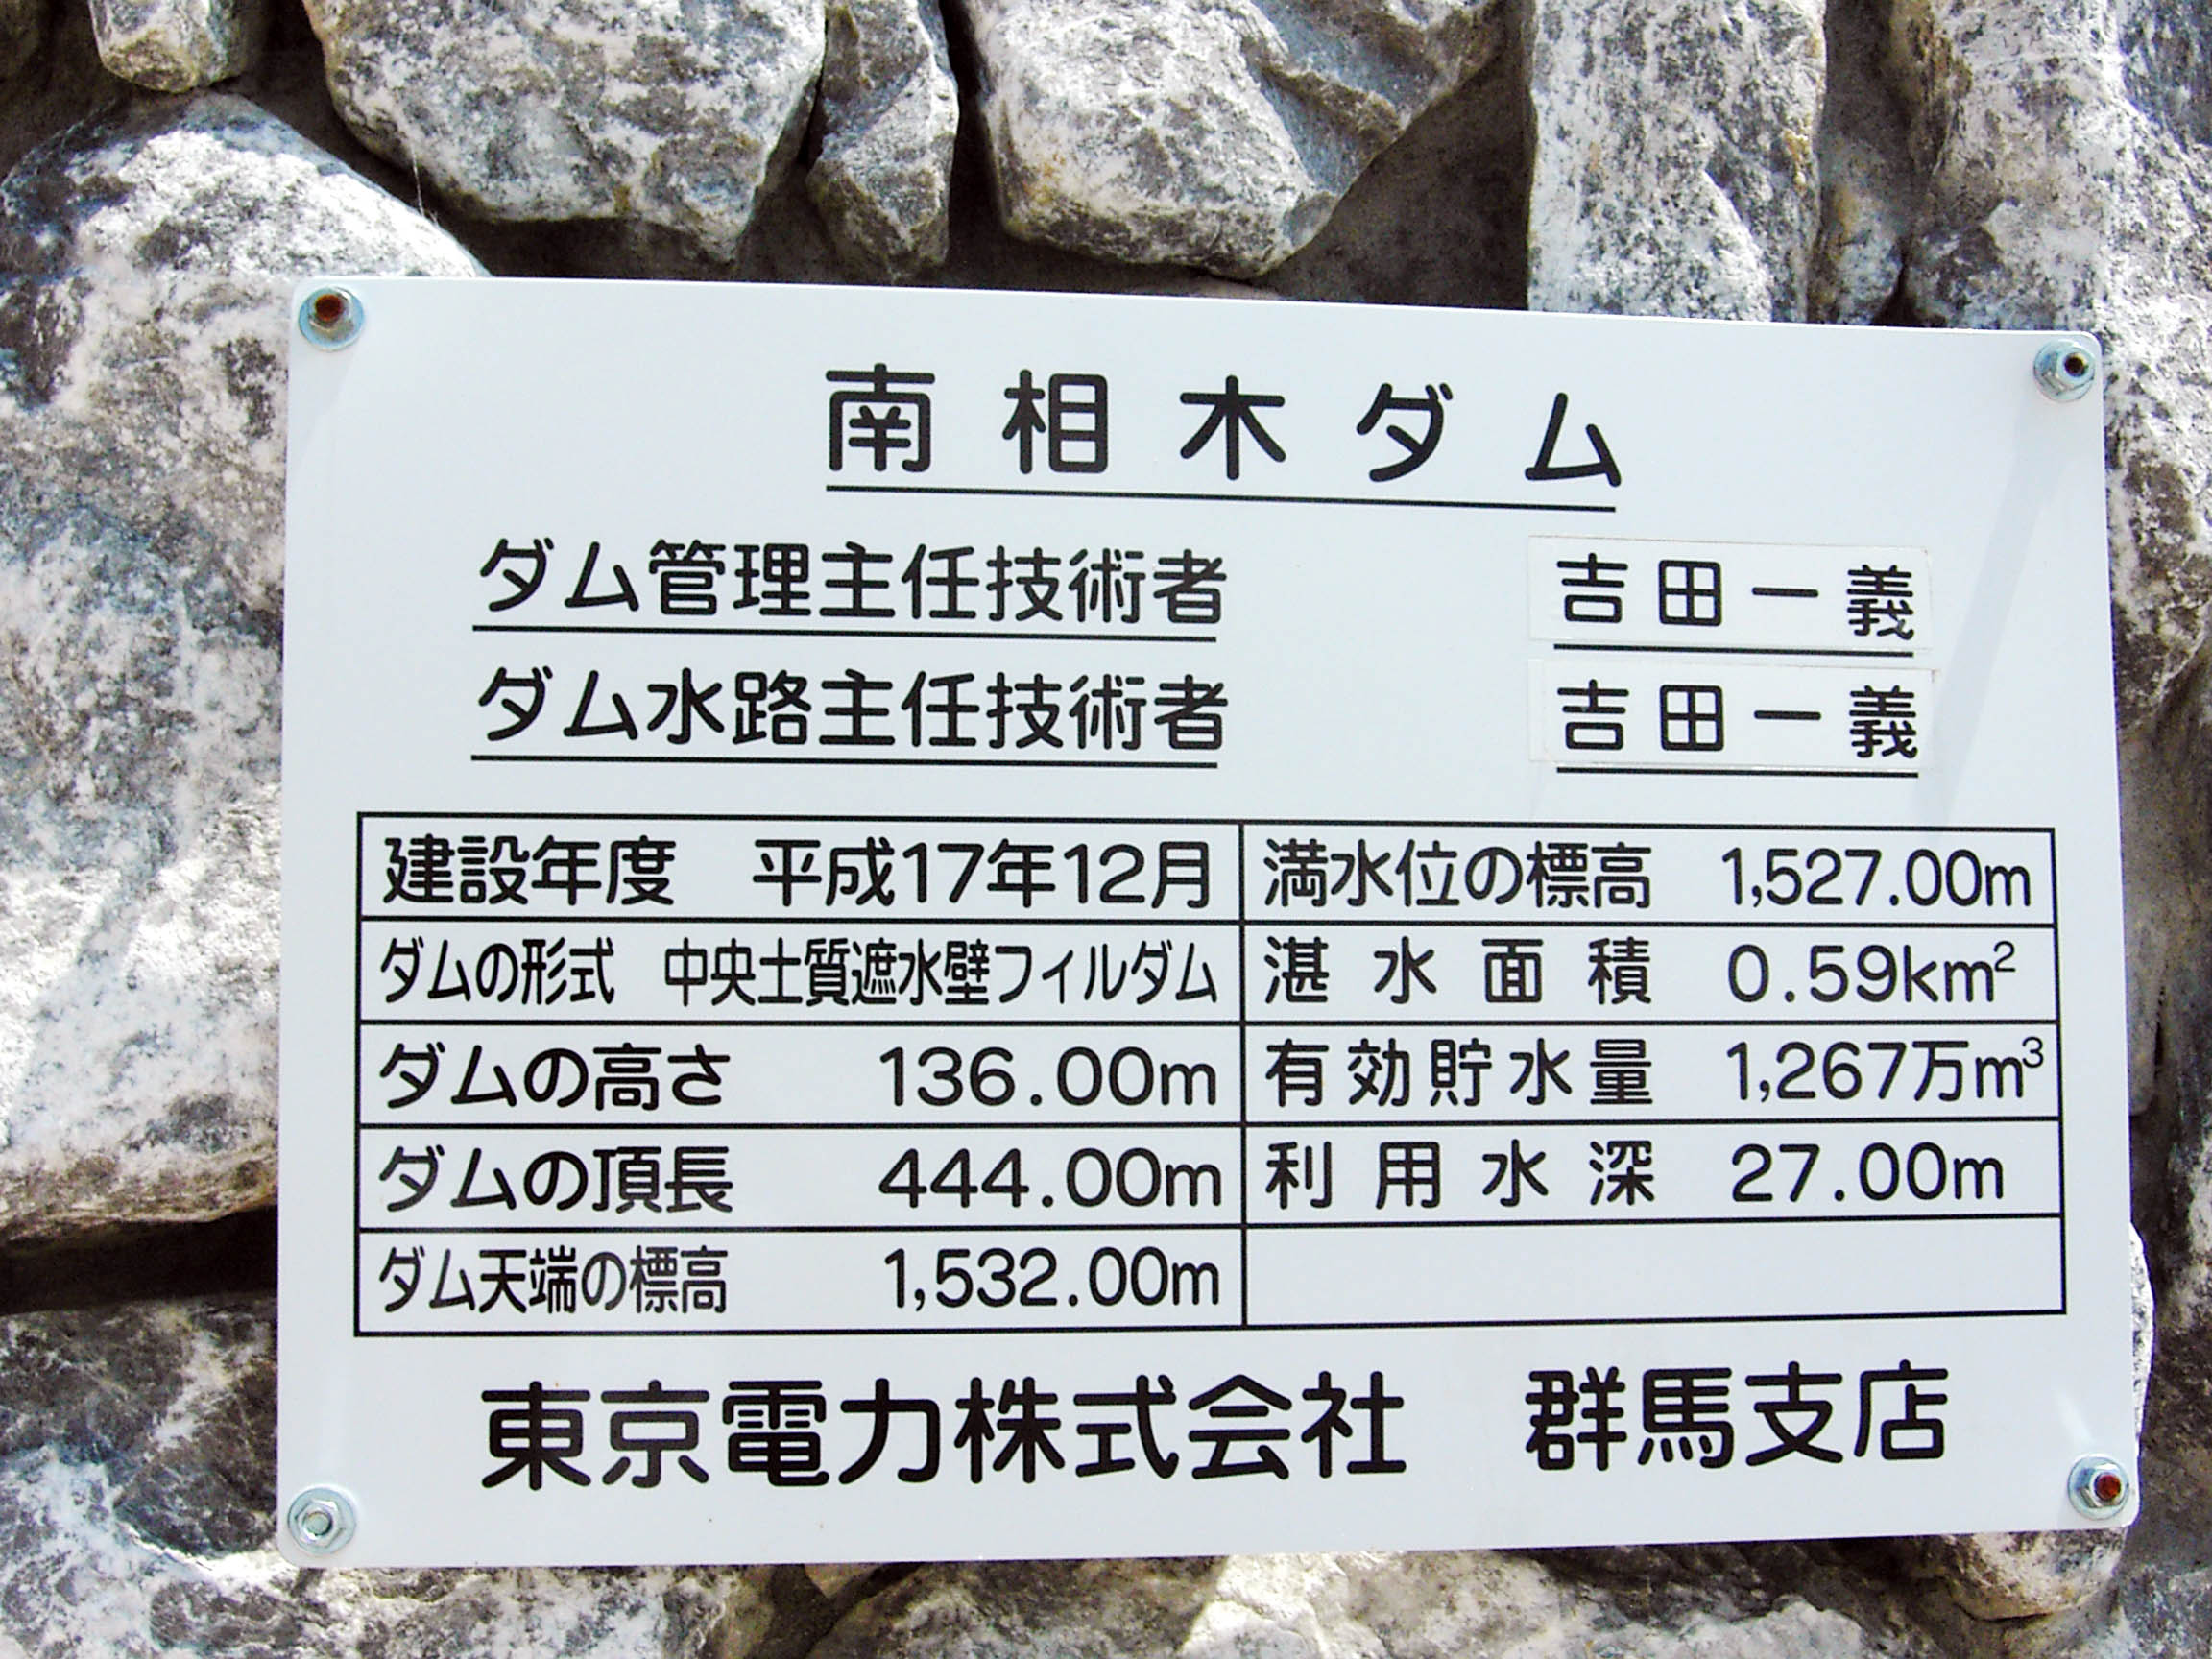 南相木ダム
ダム管理主任技術者 吉田一義
ダム水路主任技術者 吉田一義
建設年度 平成17年12月 満水位の標高 1,527.00m
ダムの形式 中央土質遮水壁フィルダム 湛水面積 0.59km²
ダムの高さ 136.00m 有効貯水量 1,267万m³
ダムの頂長 444.00m 利用水深 27.00m
ダム天端の標高 1,532.00m
東京電力株式会社 群馬支店